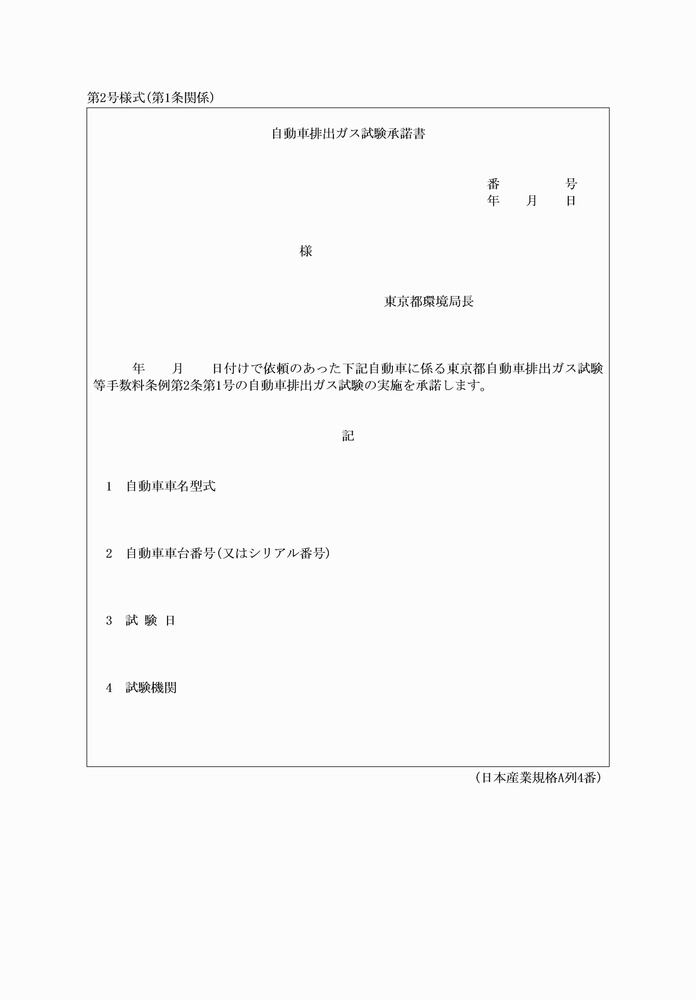 第2号様式(第1条関係)
自動車排出ガス試験承諾書
番　　　　　号
年　　月　　日
様
東京都環境局長
年　　月　　日付けで依頼のあった下記自動車に係る東京都自動車排出ガス試験
等手数料条例第2条第1号の自動車排出ガス試験の実施を承諾します。
記
1　自動車車名型式
2　自動車車台番号(又はシリアル番号)
3　試 験 日
4　試験機関
(日本産業規格A列4番)